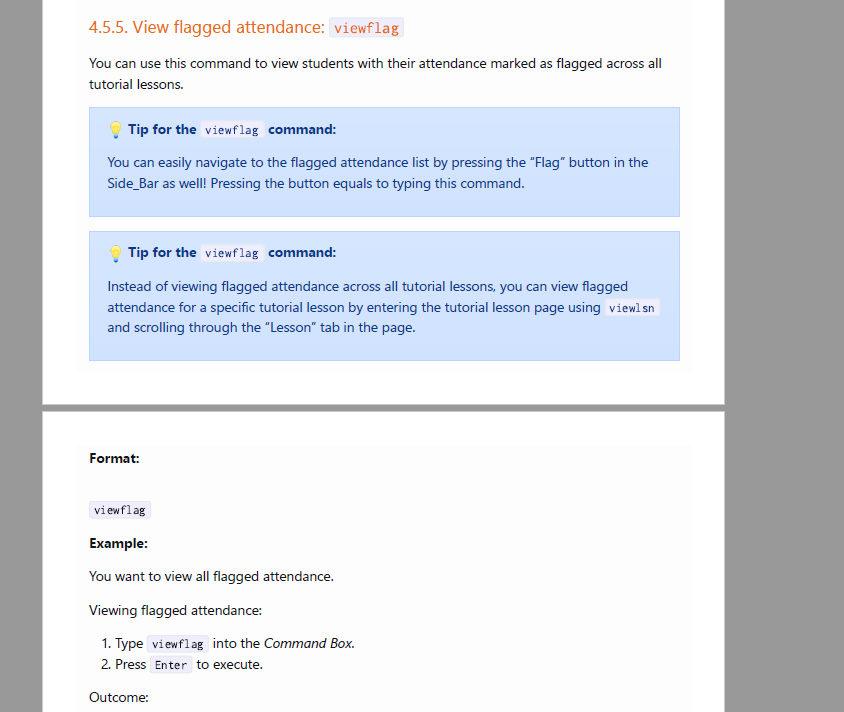 4.5.5. View flagged attendance: viewflag
You can use this command to view students with their attendance marked as flagged across all
tutorial lessons.
💡 Tip for the viewflag command:
You can easily navigate to the flagged attendance list by pressing the “Flag” button in the
Side_Bar as well! Pressing the button equals to typing this command.
💡 Tip for the viewflag command:
Instead of viewing flagged attendance across all tutorial lessons, you can view flagged
attendance for a specific tutorial lesson by entering the tutorial lesson page using viewlsn
and scrolling through the “Lesson” tab in the page.
Format:
viewflag
Example:
You want to view all flagged attendance.
Viewing flagged attendance:
1. Type viewflag into the Command Box.
2. Press Enter to execute.
Outcome: